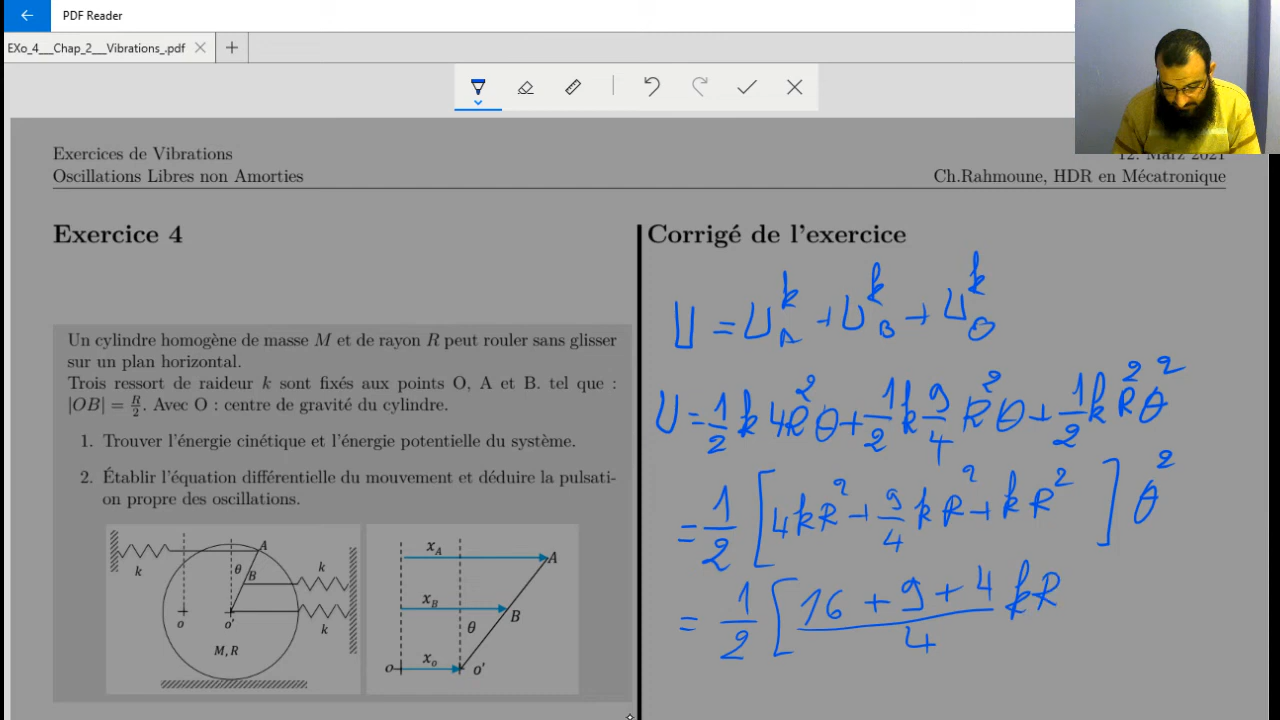 PDF Reader
EXo_4___Chap_2___Vibrations_.pdf
Exercices de Vibrations
Oscillations Libres non Amorties
12. März 2021
Ch.Rahmoune, HDR en Mécatronique
Exercice 4
Un cylindre homogène de masse M et de rayon R peut rouler sans glisser
sur un plan horizontal.
Trois ressort de raideur k sont fixés aux points O, A et B. tel que :
|OB| = R/2. Avec O : centre de gravité du cylindre.
1. Trouver l'énergie cinétique et l'énergie potentielle du système.
2. Établir l'équation différentielle du mouvement et déduire la pulsati-
on propre des oscillations.
A
k
θ
B
k
o
o'
k
M, R
x_A
A
x_B
B
θ
o
x_o
o'
Corrigé de l'exercice
U = U_A^k + U_B^k + U_O^k
U = 1/2 k 4R² θ + 1/2 k 9/4 R² θ + 1/2 k R² θ²
= 1/2 [ 4kR² + 9/4 kR² + kR² ] θ²
= 1/2 [ (16 + 9 + 4)/4 kR